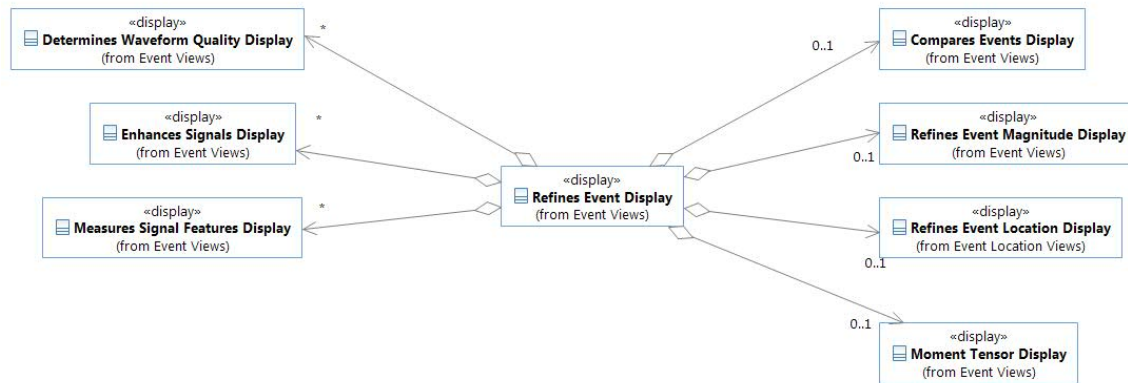 «display»
Determines Waveform Quality Display
(from Event Views)
*
«display»
Enhances Signals Display
(from Event Views)
*
«display»
Measures Signal Features Display
(from Event Views)
*
«display»
Refines Event Display
(from Event Views)
0..1
«display»
Compares Events Display
(from Event Views)
0..1
«display»
Refines Event Magnitude Display
(from Event Views)
0..1
«display»
Refines Event Location Display
(from Event Location Views)
0..1
«display»
Moment Tensor Display
(from Event Views)